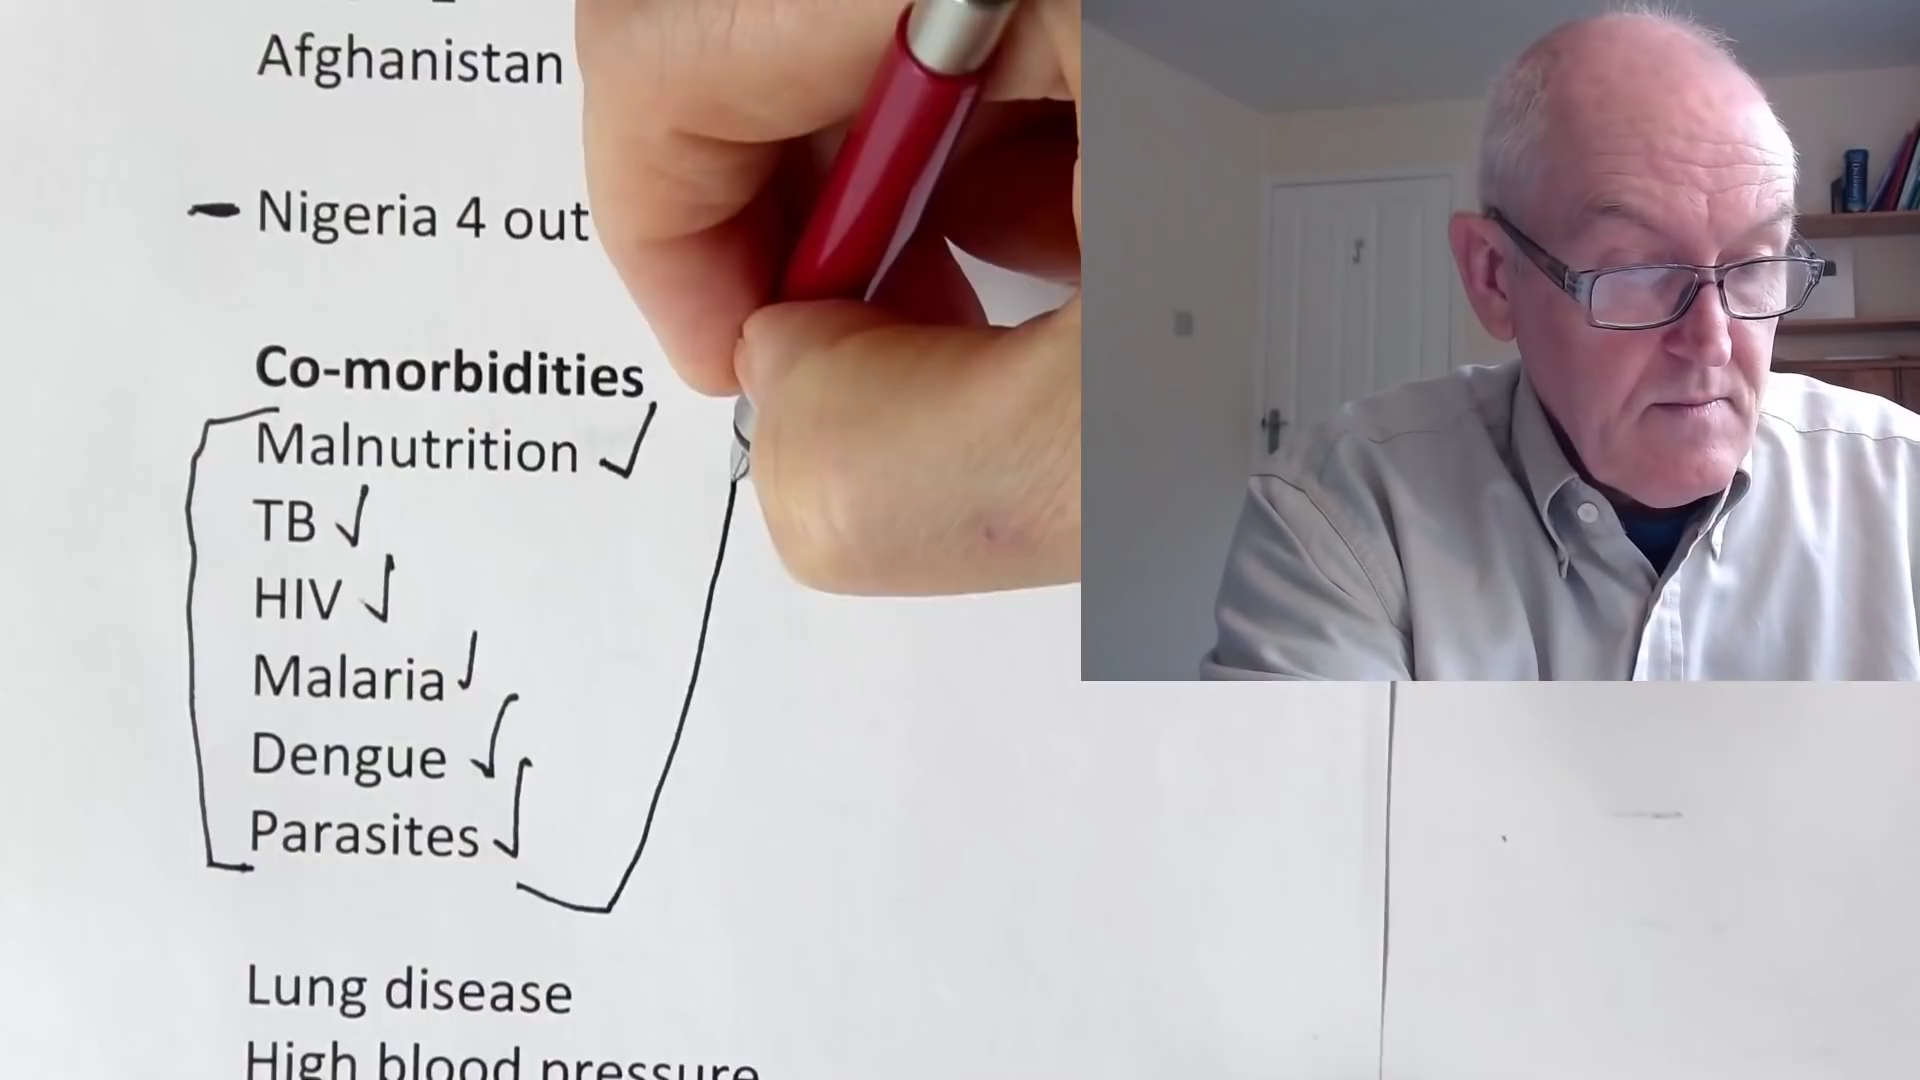 Afghanistan
Nigeria 4 out
Co-morbidities
Malnutrition
TB
HIV
Malaria
Dengue
Parasites
Lung disease
High blood pressure